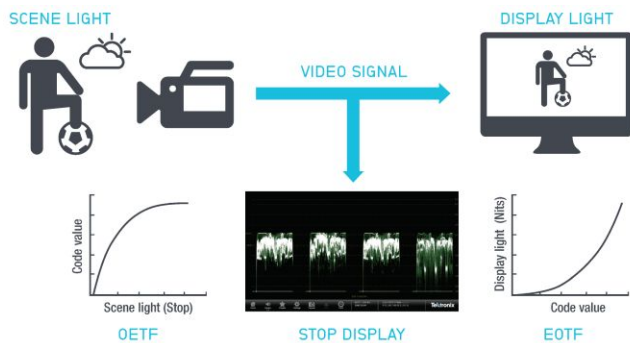 SCENE LIGHT
DISPLAY LIGHT
VIDEO SIGNAL
Code value
Scene light (Stop)
OETF
Tektronix
STOP DISPLAY
Display light (Nits)
Code value
EOTF